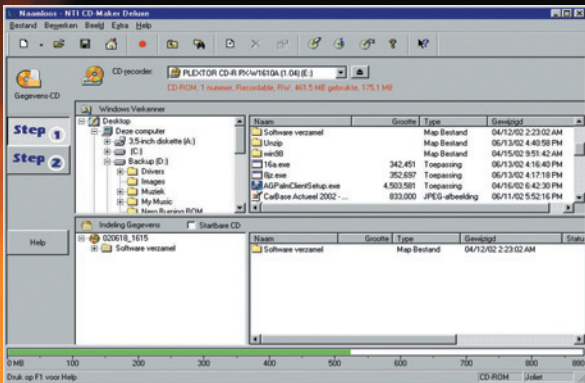 Naamloos - NTI CD-Maker Deluxe
Bestand Bewerken Beeld Extra Help
CD-recorder: PLEXTOR CD-R PX-W1610A (1.04) (E:)
CD-ROM, 1 nummer, Recordable, RW, 461.5 MB gebruikte, 175.1 MB
Gegevens-CD
Step 1
Step 2
Help
Windows Verkenner
Desktop
Deze computer
3,5-inch diskette (A:)
(C:)
Backup (D:)
Drivers
Images
Muziek
My Music
Nero Burning ROM
Naam Grootte Type Gewijzigd
Software verzamel Map Bestand 04/12/02 2:23:02 AM
Unzip Map Bestand 06/13/02 4:40:58 PM
win98 Map Bestand 04/15/02 9:51:42 AM
16a.exe 342,451 Toepassing 06/13/02 4:16:40 PM
8jz.exe 352,697 Toepassing 06/13/02 4:17:18 PM
AGPalmClientSetup.exe 4,503,581 Toepassing 04/16/02 6:42:30 PM
CarBase Actueel 2002 - ... 833,000 JPEG-afbeelding 06/11/02 5:52:16 PM
Indeling Gegevens Startbare CD
020618_1615
Software verzamel
Naam Grootte Type Gewijzigd Statu
Software verzamel Map Bestand 04/12/02 2:23:02 AM
0 MB 100 200 300 400 500 600 700 800 880
Druk op F1 voor Help CD-ROM Joliet